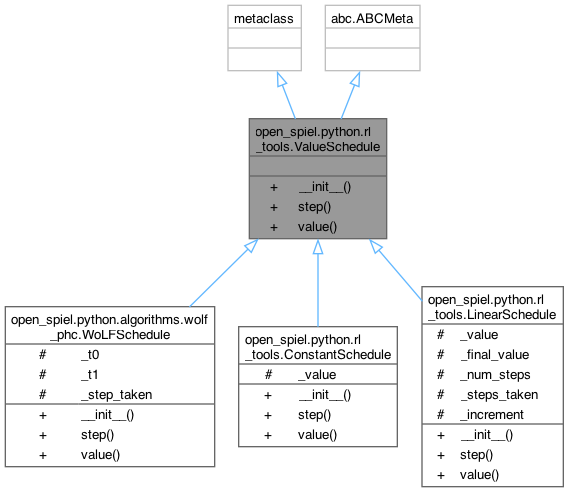 metaclass
abc.ABCMeta
open_spiel.python.rl
_tools.ValueSchedule
+ __init__()
+ step()
+ value()
open_spiel.python.algorithms.wolf
_phc.WoLFSchedule
# _t0
# _t1
# _step_taken
+ __init__()
+ step()
+ value()
open_spiel.python.rl
_tools.ConstantSchedule
# _value
+ __init__()
+ step()
+ value()
open_spiel.python.rl
_tools.LinearSchedule
# _value
# _final_value
# _num_steps
# _steps_taken
# _increment
+ __init__()
+ step()
+ value()